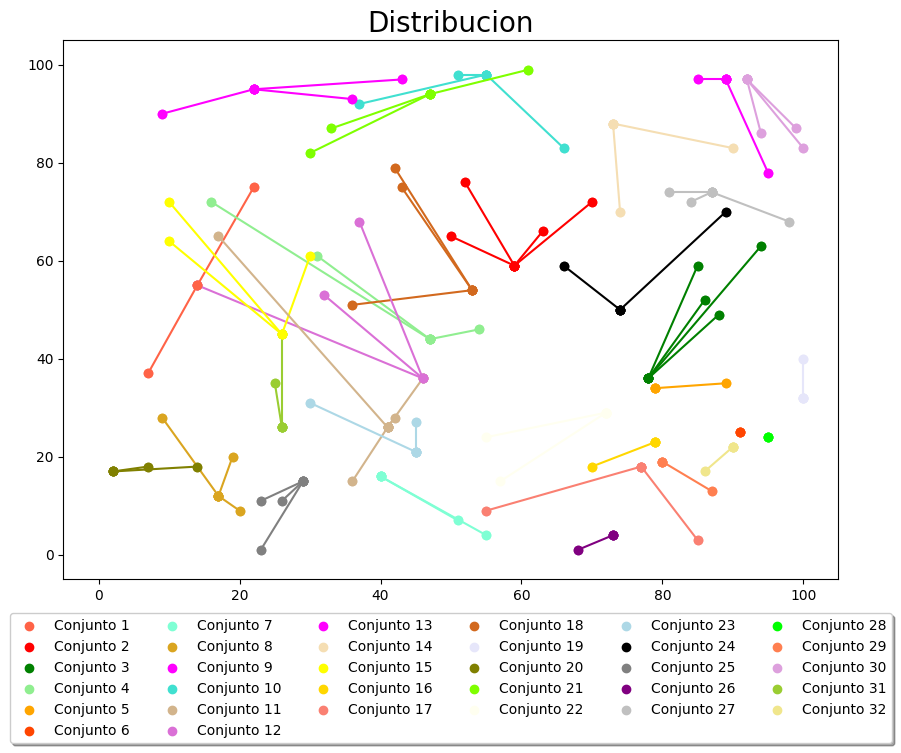 Distribucion
100
80
60
40
20
0
0 20 40 60 80 100
Conjunto 1 Conjunto 7 Conjunto 13 Conjunto 18 Conjunto 23 Conjunto 28
Conjunto 2 Conjunto 8 Conjunto 14 Conjunto 19 Conjunto 24 Conjunto 29
Conjunto 3 Conjunto 9 Conjunto 15 Conjunto 20 Conjunto 25 Conjunto 30
Conjunto 4 Conjunto 10 Conjunto 16 Conjunto 21 Conjunto 26 Conjunto 31
Conjunto 5 Conjunto 11 Conjunto 17 Conjunto 22 Conjunto 27 Conjunto 32
Conjunto 6 Conjunto 12